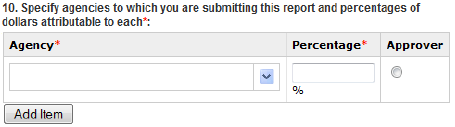 10. Specify agencies to which you are submitting this report and percentages of
dollars attributable to each*:
Agency* Percentage* Approver
%
Add Item